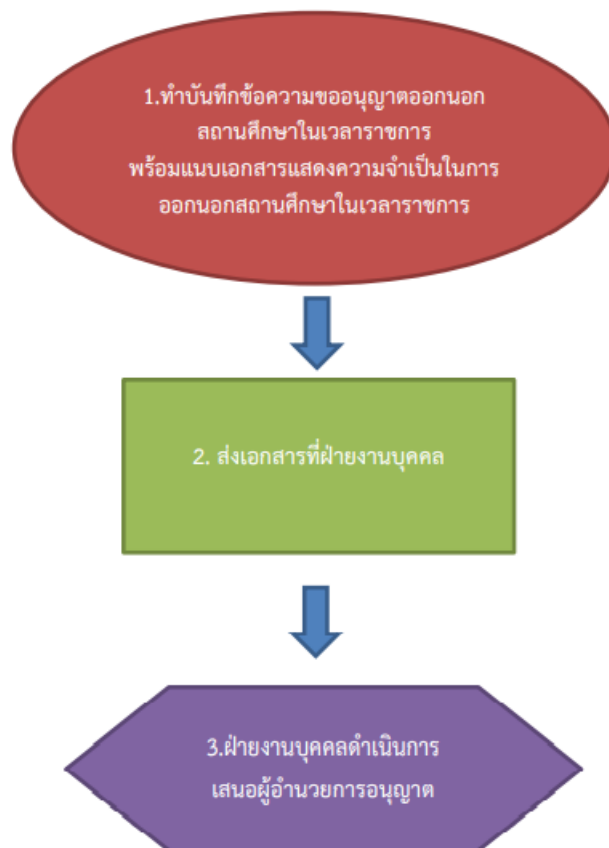 1.ทำบันทึกข้อความขออนุญาตออกนอก
สถานศึกษาในเวลาราชการ
พร้อมแนบเอกสารแสดงความจำเป็นในการ
ออกนอกสถานศึกษาในเวลาราชการ
2. ส่งเอกสารที่ฝ่ายงานบุคคล
3.ฝ่ายงานบุคคลดำเนินการ
เสนอผู้อำนวยการอนุญาต